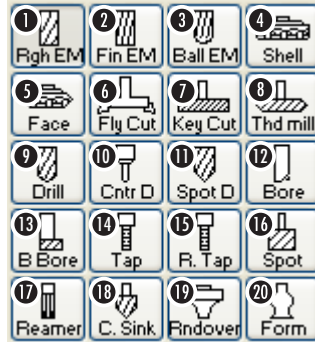 1 2 3 4
Rgh EM Fin EM Ball EM Shell
5 6 7 8
Face Fly Cut Key Cut Thd mill
9 10 11 12
Drill Cntr D Spot D Bore
13 14 15 16
B Bore Tap R. Tap Spot
17 18 19 20
Reamer C. Sink Rndover Form